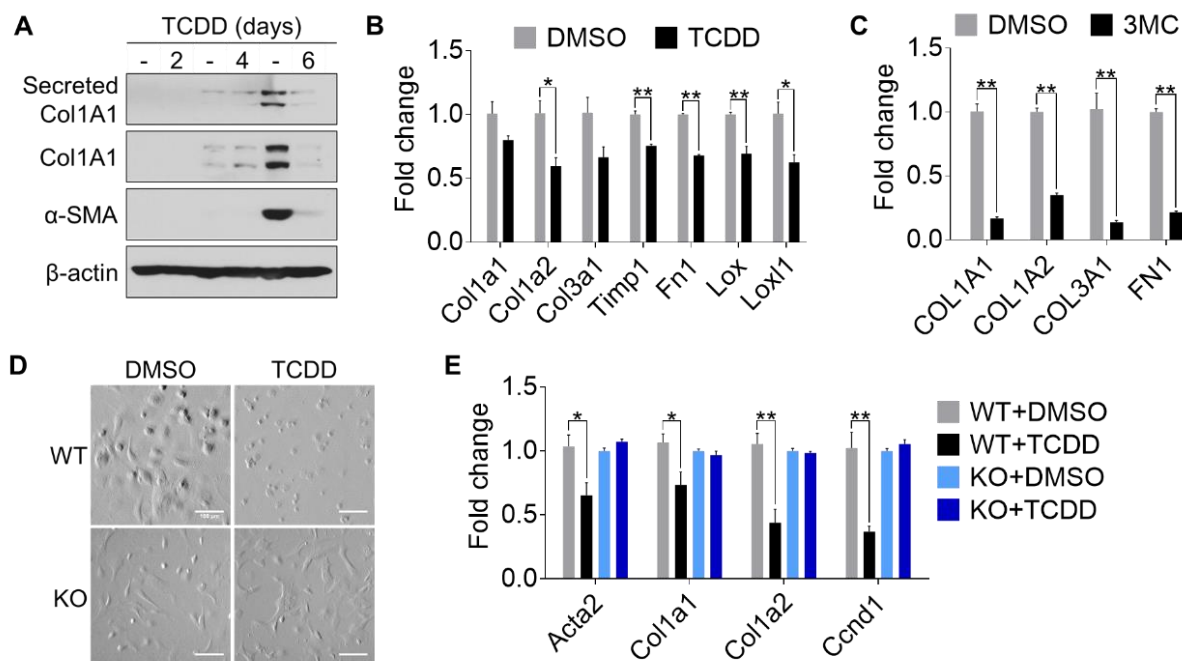 A
TCDD (days)
- 2 - 4 - 6
Secreted
Col1A1
Col1A1
α-SMA
β-actin
B
DMSO TCDD
Fold change
1.5
1.0
0.5
0.0
* ** ** ** *
Col1a1 Col1a2 Col3a1 Timp1 Fn1 Lox Loxl1
C
DMSO 3MC
Fold change
1.5
1.0
0.5
0.0
** ** ** **
COL1A1 COL1A2 COL3A1 FN1
D
DMSO TCDD
WT
100 µm
KO
E
Fold change
1.5
1.0
0.5
0.0
* * ** **
Acta2 Col1a1 Col1a2 Ccnd1
WT+DMSO
WT+TCDD
KO+DMSO
KO+TCDD